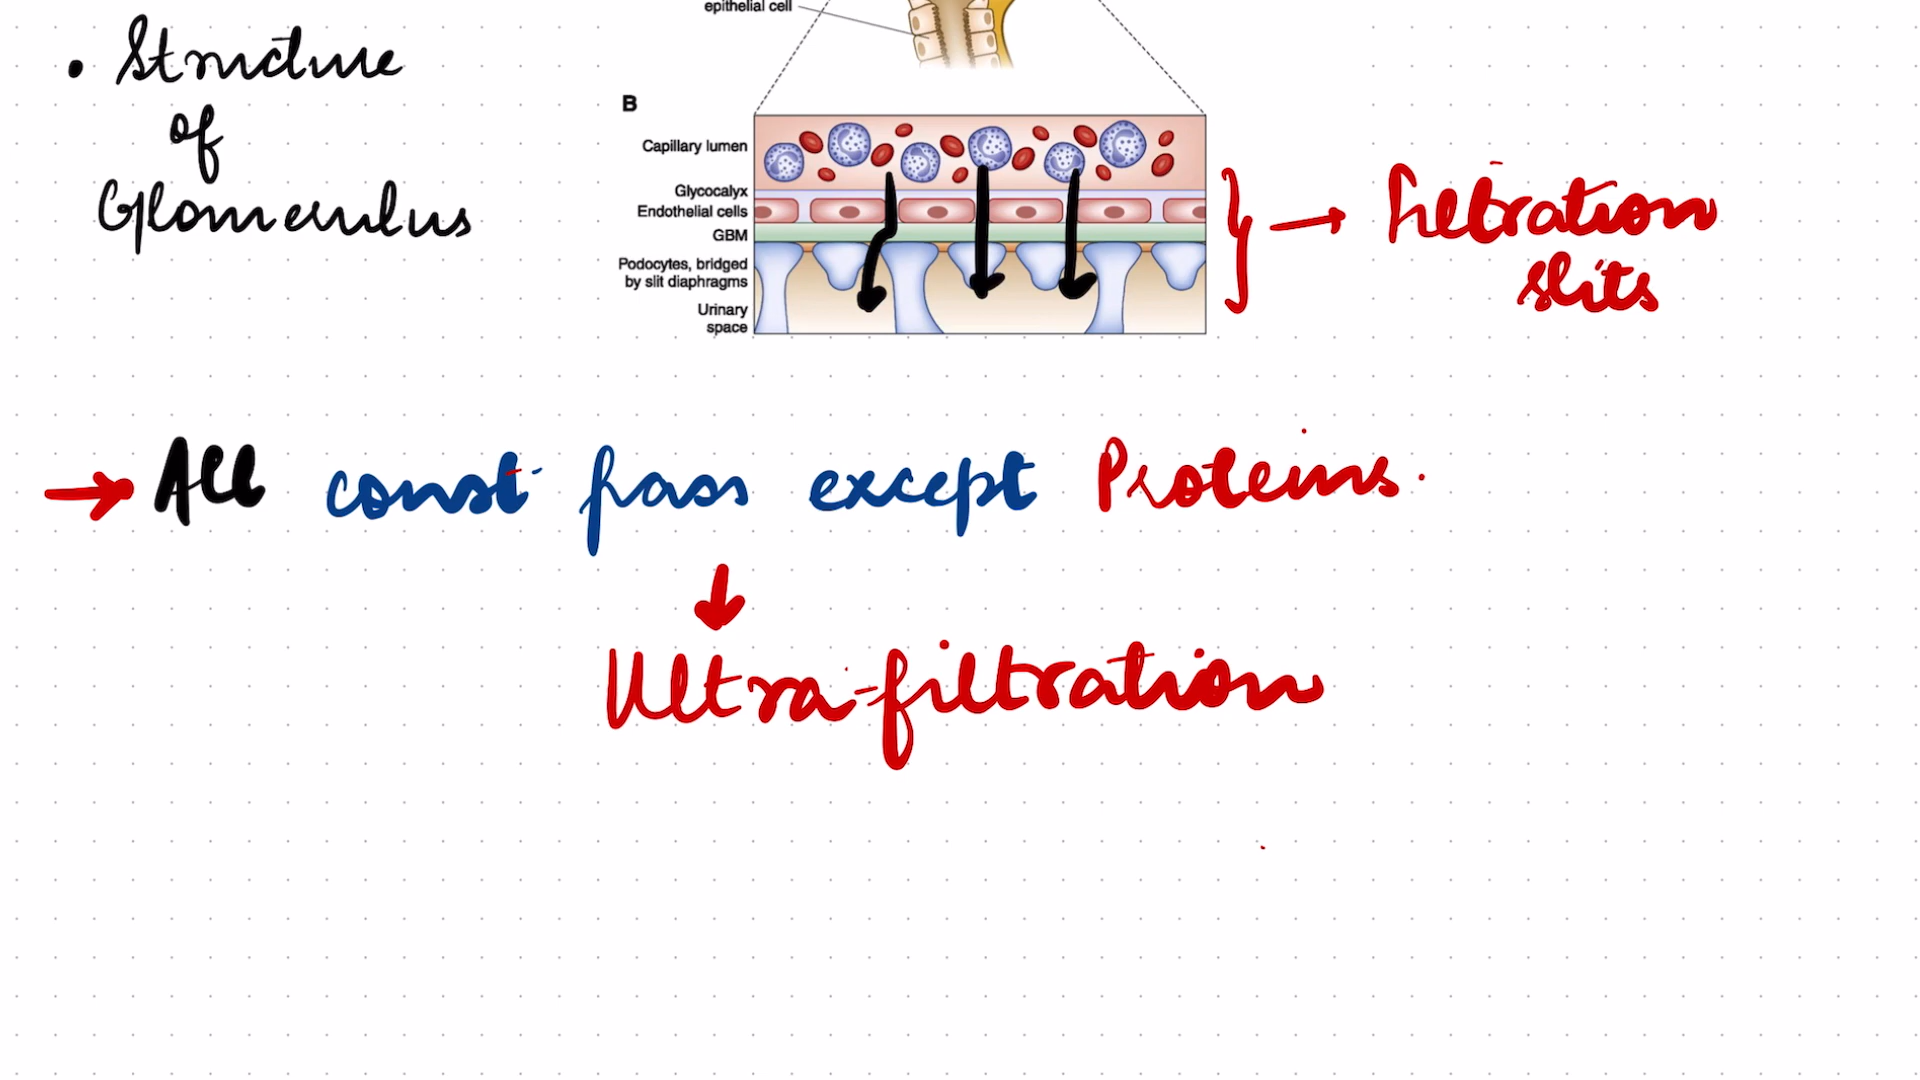 epithelial cell
• Structure
of
Glomerulus
B
Capillary lumen
Glycocalyx
Endothelial cells
GBM
Podocytes, bridged
by slit diaphragms
Urinary
space
→ filtration
slits
→ All const pass except Proteins.
↓
Ultra-filtration